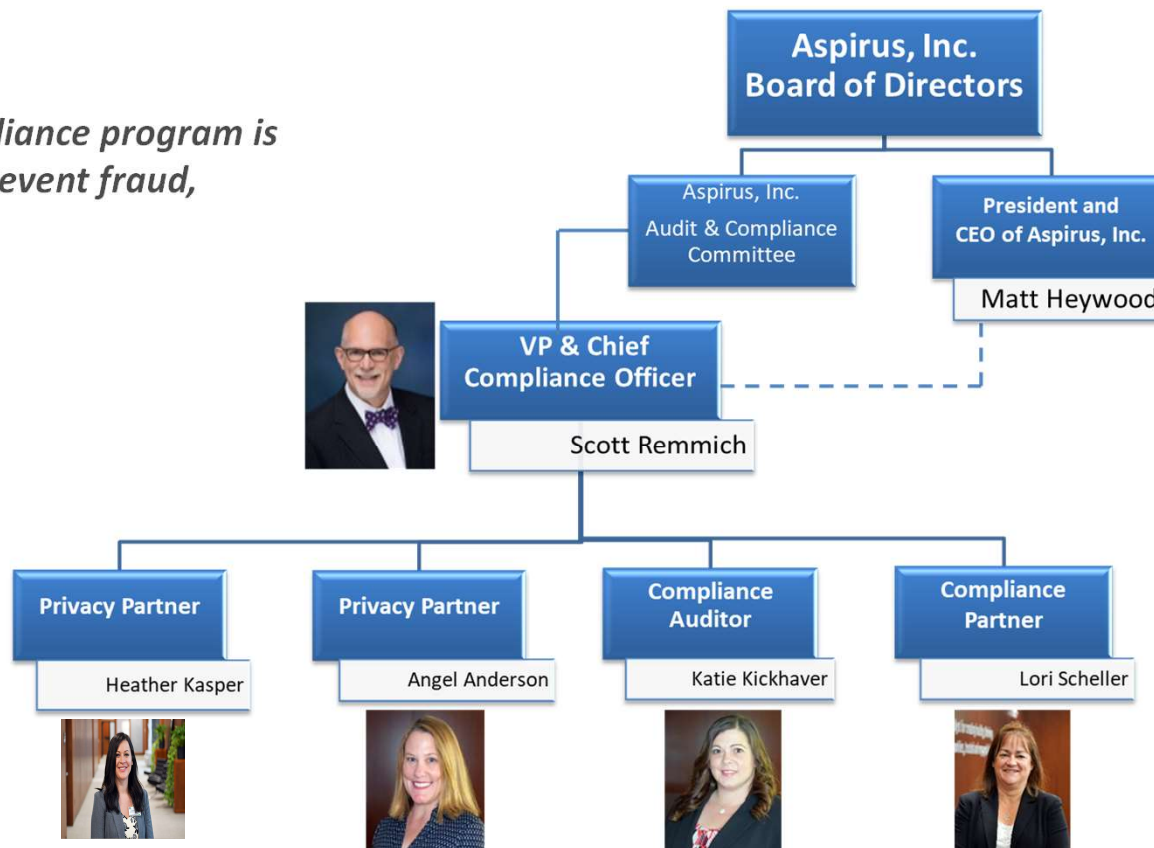 liance program is
event fraud,
Aspirus, Inc.
Board of Directors
Aspirus, Inc.
Audit & Compliance
Committee
President and
CEO of Aspirus, Inc.
Matt Heywood
VP & Chief
Compliance Officer
Scott Remmich
Privacy Partner
Heather Kasper
Privacy Partner
Angel Anderson
Compliance
Auditor
Katie Kickhaver
Compliance
Partner
Lori Scheller